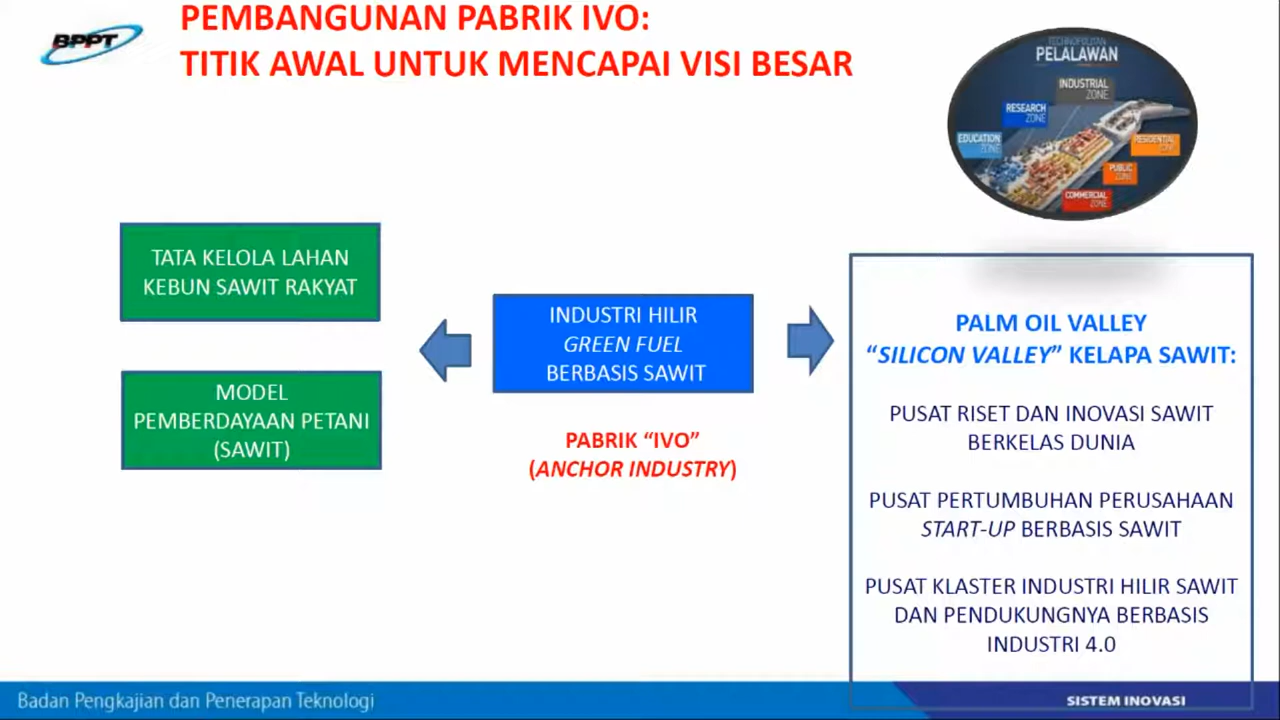 BPPT
PEMBANGUNAN PABRIK IVO:
TITIK AWAL UNTUK MENCAPAI VISI BESAR
TECHNOPOLITAN
PELALAWAN
INDUSTRIAL
ZONE
RESEARCH
ZONE
EDUCATION
ZONE
RESIDENTIAL
ZONE
PUBLIC
ZONE
COMMERCIAL
ZONE
TATA KELOLA LAHAN
KEBUN SAWIT RAKYAT
MODEL
PEMBERDAYAAN PETANI
(SAWIT)
INDUSTRI HILIR
GREEN FUEL
BERBASIS SAWIT
PABRIK “IVO”
(ANCHOR INDUSTRY)
PALM OIL VALLEY
“SILICON VALLEY” KELAPA SAWIT:
PUSAT RISET DAN INOVASI SAWIT
BERKELAS DUNIA
PUSAT PERTUMBUHAN PERUSAHAAN
START-UP BERBASIS SAWIT
PUSAT KLASTER INDUSTRI HILIR SAWIT
DAN PENDUKUNGNYA BERBASIS
INDUSTRI 4.0
Badan Pengkajian dan Penerapan Teknologi
SISTEM INOVASI